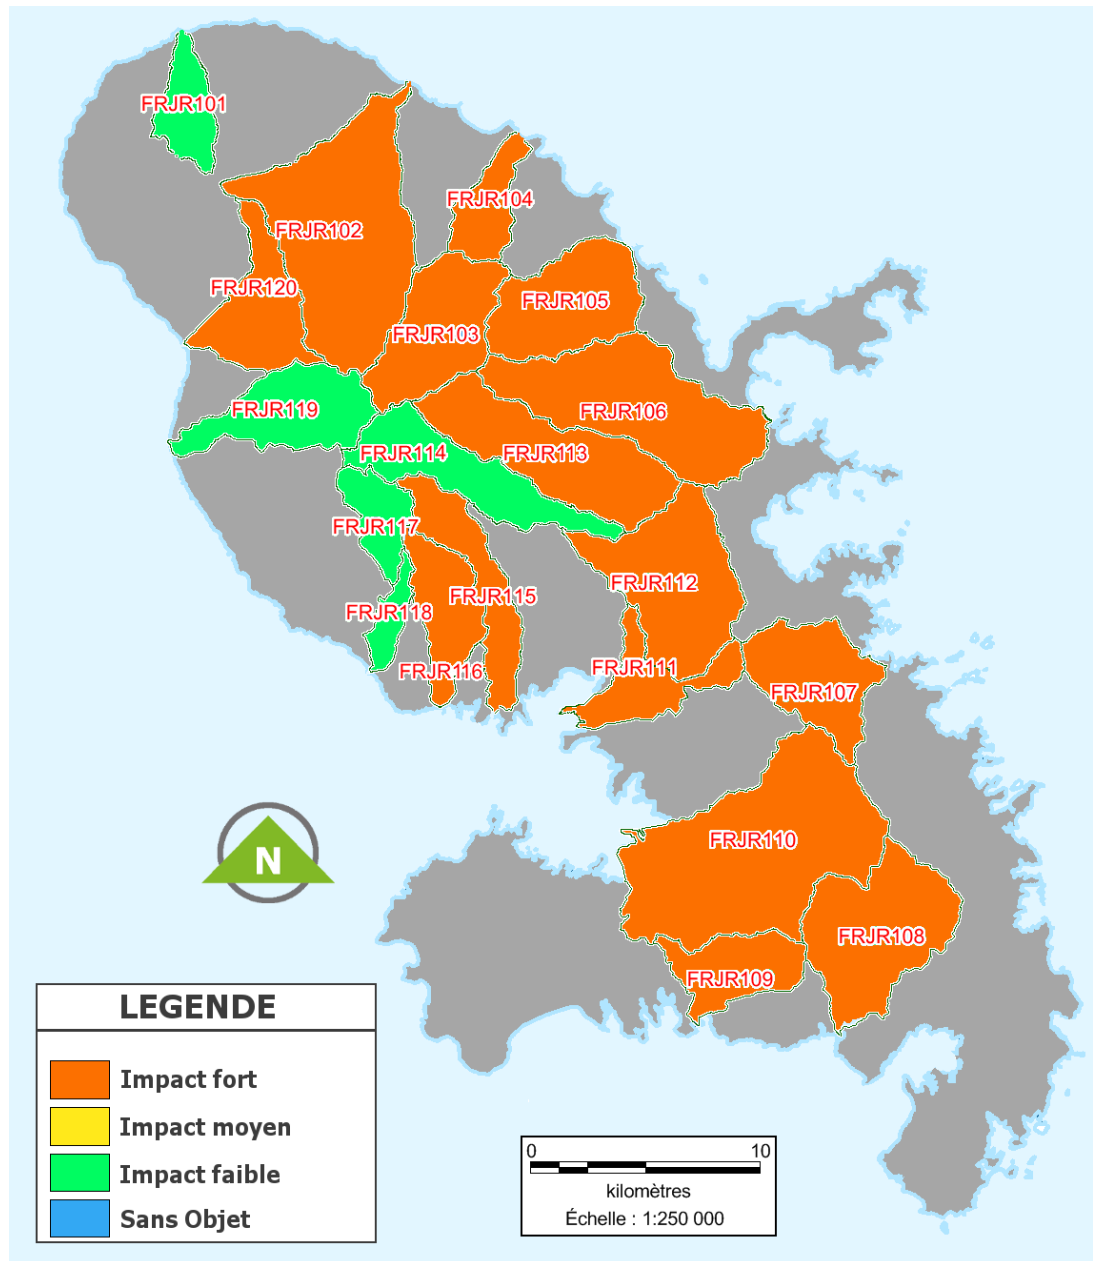 FRJR101
FRJR104
FRJR102
FRJR120
FRJR105
FRJR103
FRJR119
FRJR106
FRJR114
FRJR113
FRJR117
FRJR112
FRJR115
FRJR118
FRJR111
FRJR116
FRJR107
FRJR110
N
FRJR108
FRJR109
LEGENDE
Impact fort
Impact moyen
Impact faible
Sans Objet
0 10
kilomètres
Échelle : 1:250 000